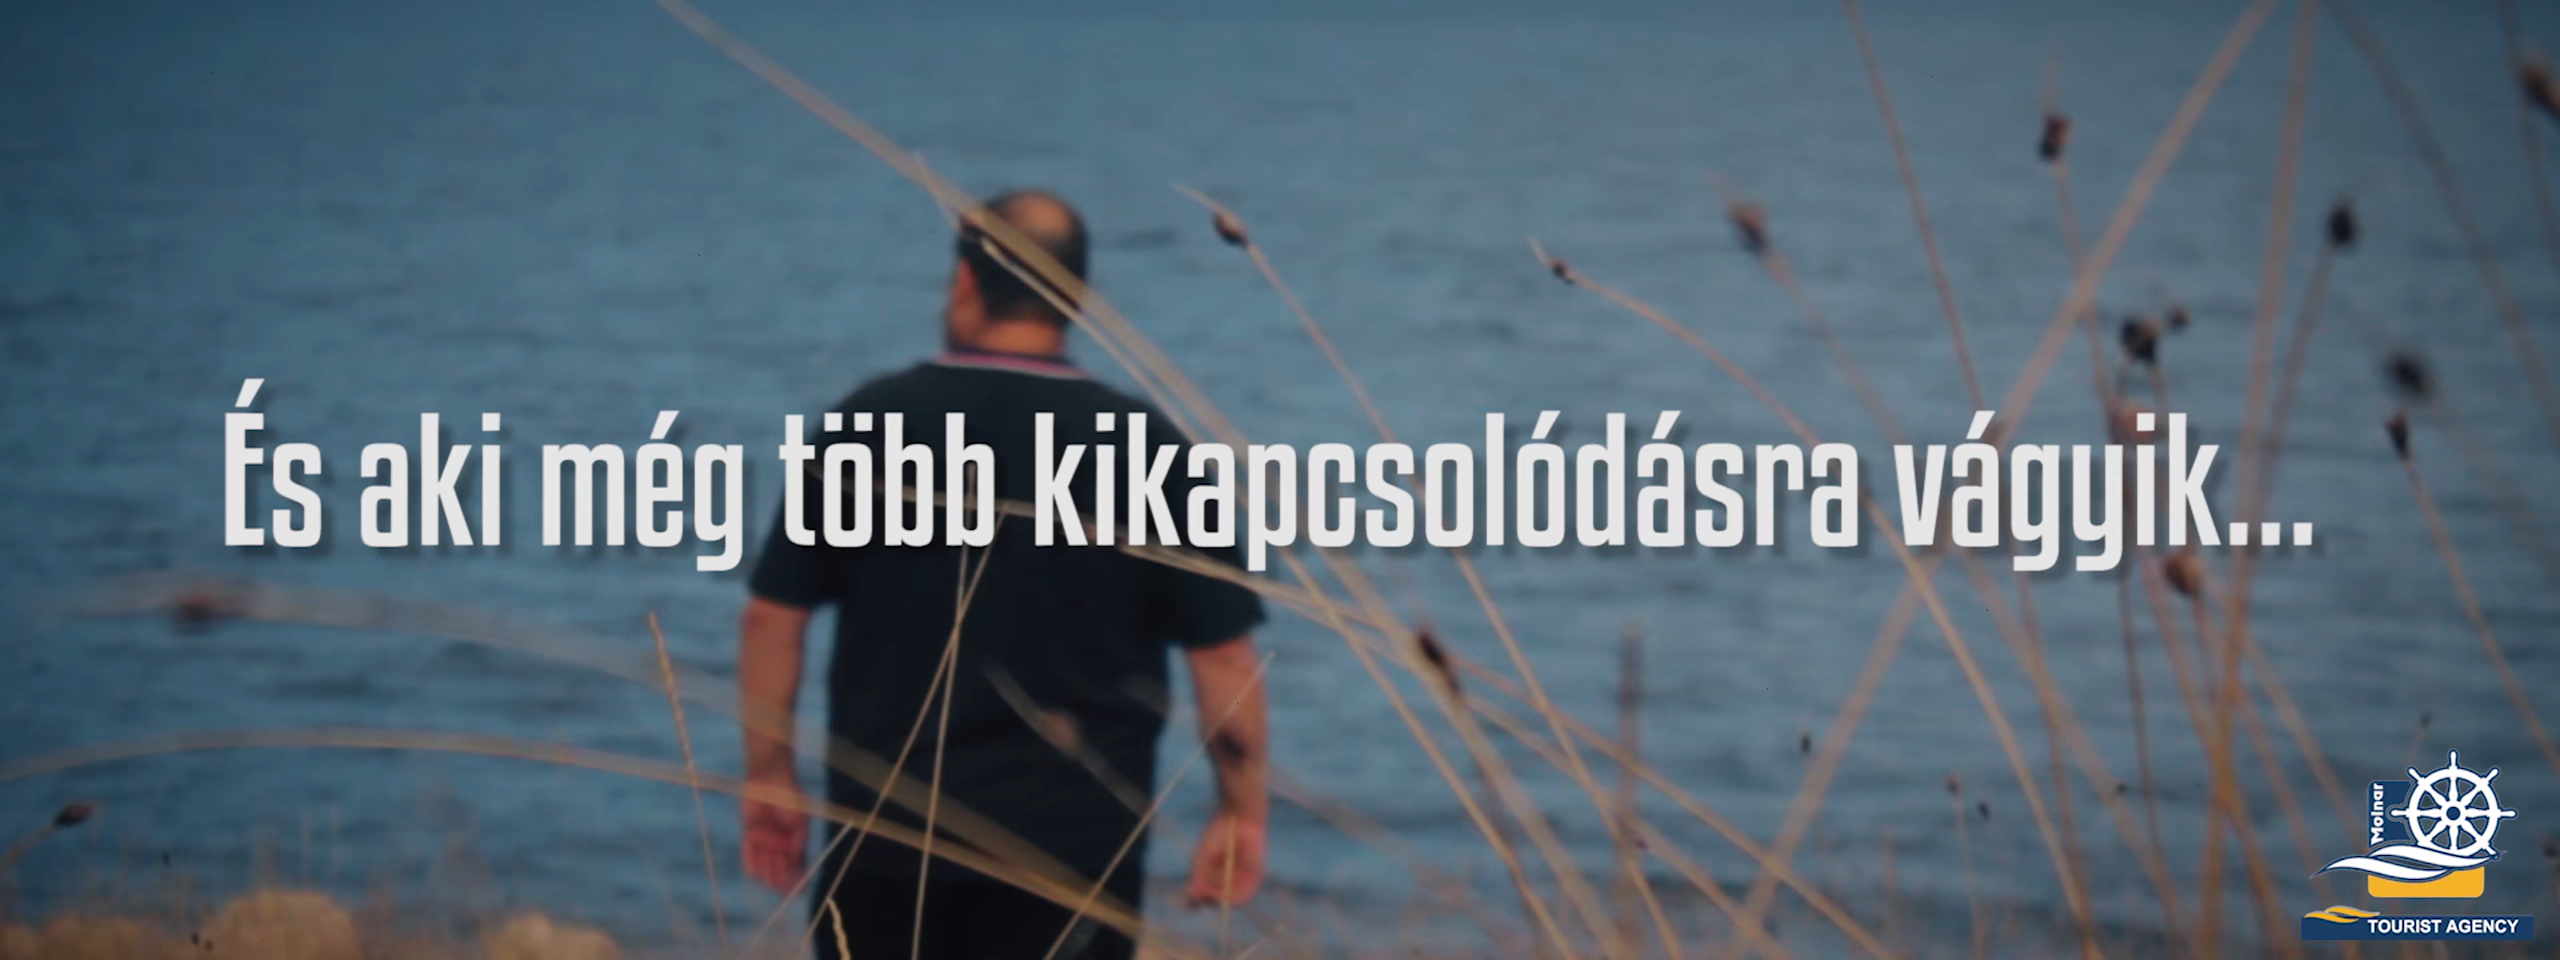 És aki még több kikapcsolódásra vágyik...
Molnar
TOURIST AGENCY